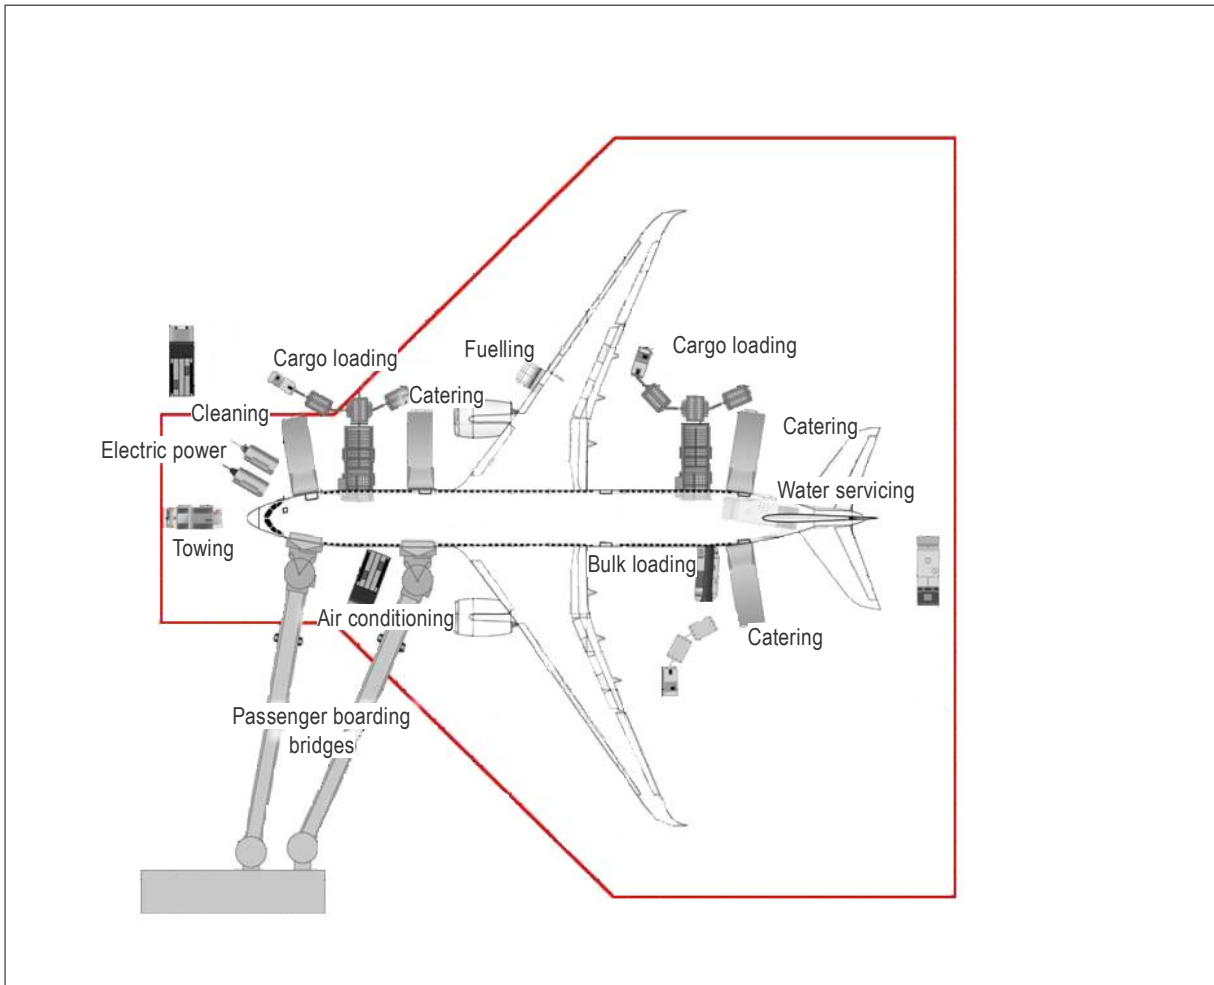 Cargo loading
Fuelling
Cargo loading
Cleaning
Catering
Catering
Electric power
Water servicing
Towing
Bulk loading
Air conditioning
Catering
Passenger boarding
bridges